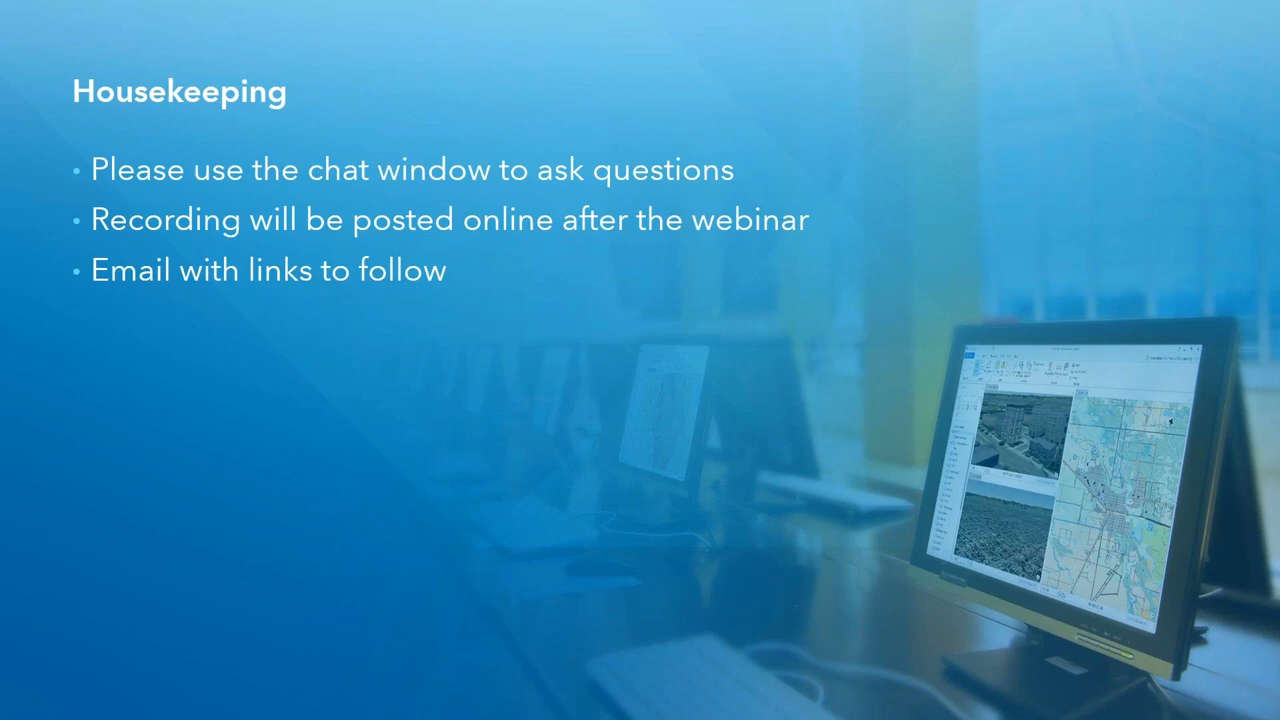 Housekeeping
• Please use the chat window to ask questions
• Recording will be posted online after the webinar
• Email with links to follow